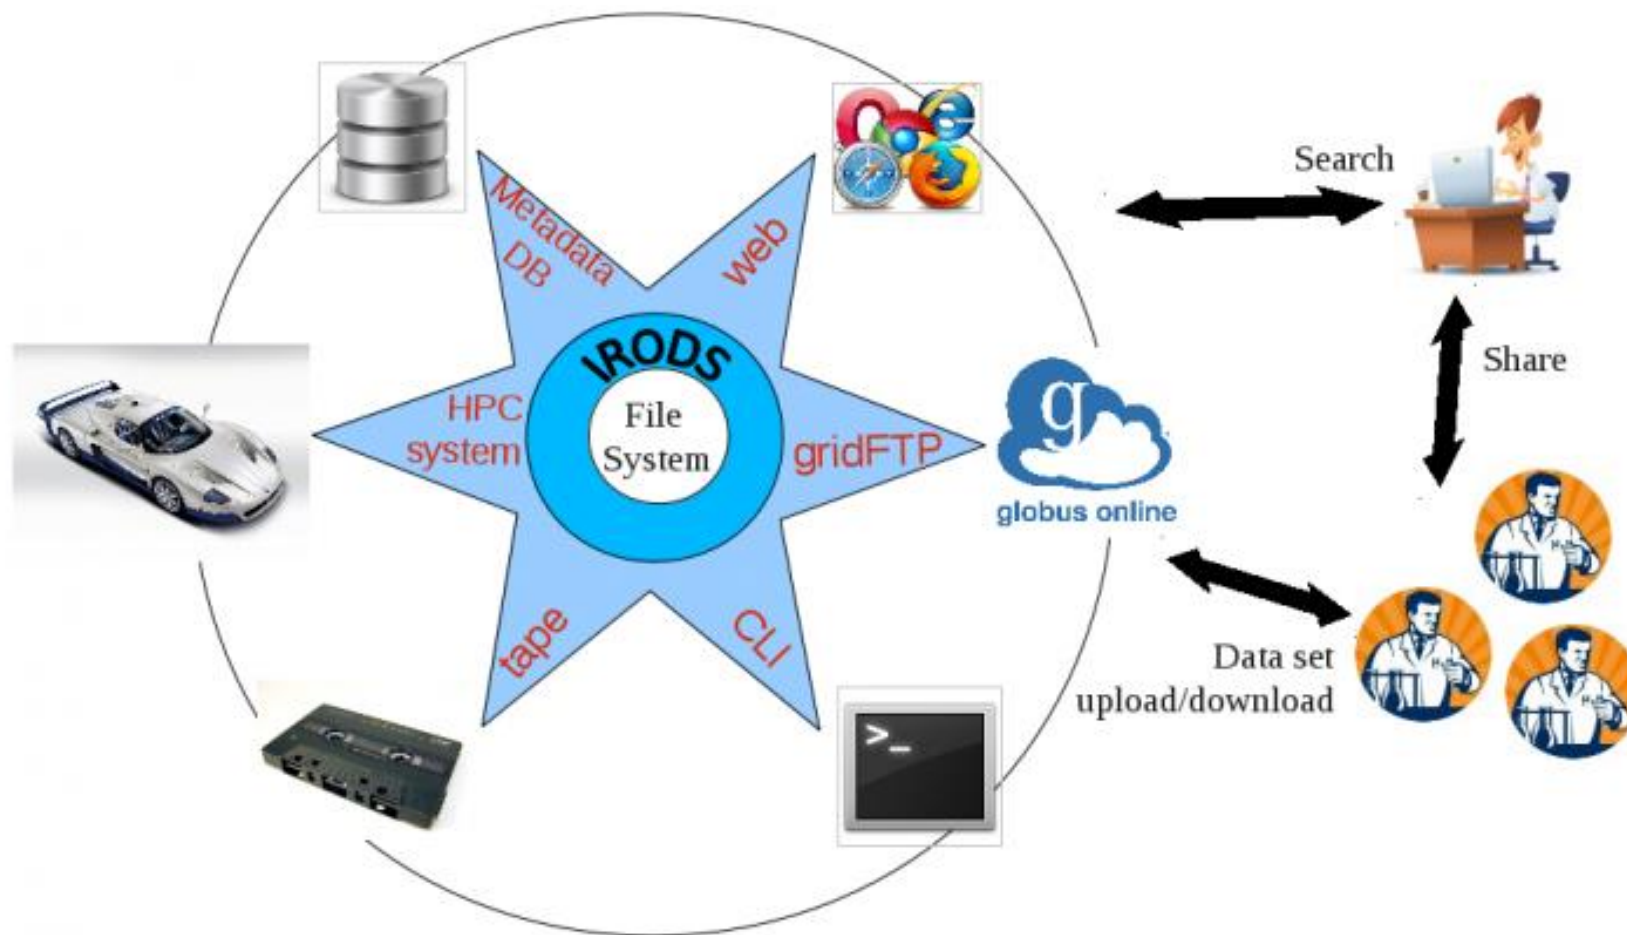 Metadata
DB
web
Search
IRODS
Share
HPC
system
File
System
gridFTP
g
globus online
tape
CLI
Data set
upload/download
>_